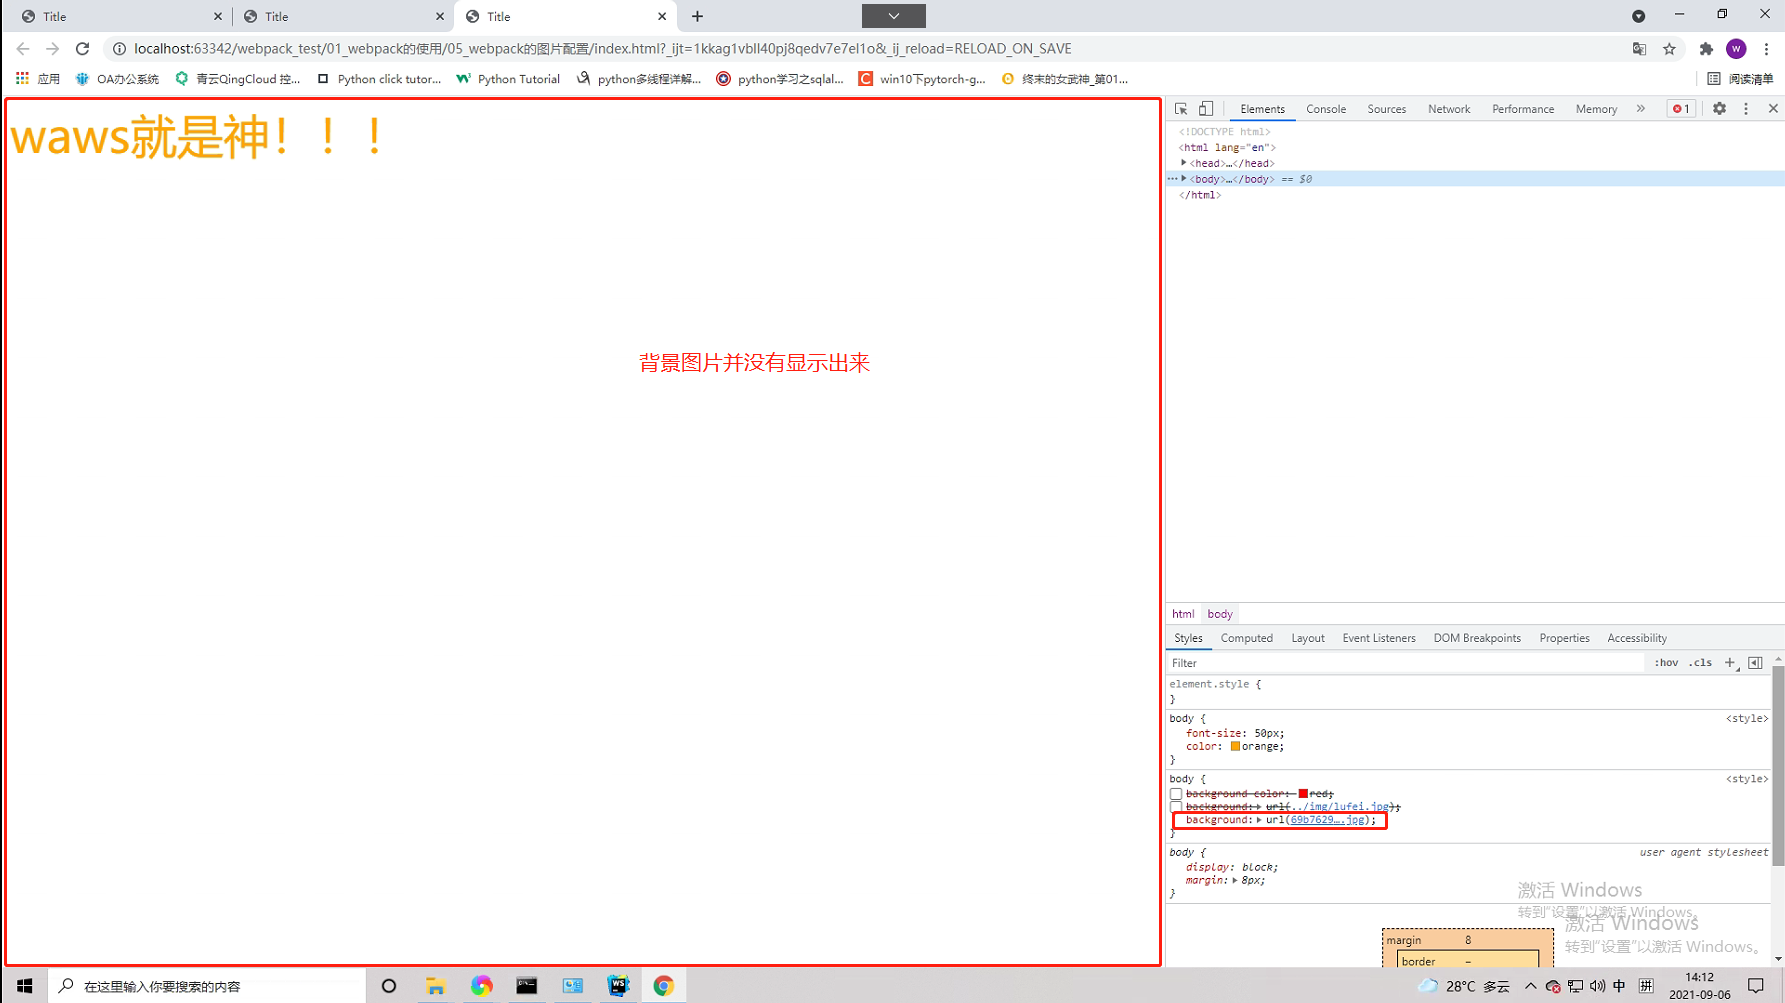 Title
Title
Title
localhost:63342/webpack_test/01_webpack的使用/05_webpack的图片配置/index.html?_ijt=1kkag1vbll40pj8qedv7e7el1o&_ij_reload=RELOAD_ON_SAVE
W
应用
OA办公系统
青云QingCloud 控...
Python click tutor...
Python Tutorial
python多线程详解...
python学习之sqlal...
win10下pytorch-g...
终末的女武神_第01...
阅读清单
waws就是神！！！
背景图片并没有显示出来
Elements
Console
Sources
Network
Performance
Memory
»
1
<!DOCTYPE html>
<html lang="en">
<head>…</head>
<body>…</body> == $0
</html>
html
body
Styles
Computed
Layout
Event Listeners
DOM Breakpoints
Properties
Accessibility
Filter
:hov
.cls
element.style {
}
body {
<style>
font-size: 50px;
color: orange;
}
body {
<style>
background-color: red;
background: url(../img/lufei.jpg);
background: url(69b7629….jpg);
}
body {
user agent stylesheet
display: block;
margin: 8px;
}
margin
8
border
–
激活 Windows
转到"设置"以激活 Windows。
激活 Windows
转到"设置"以激活 Windows。
在这里输入你要搜索的内容
WS
28°C 多云
中
拼
14:12
2021-09-06